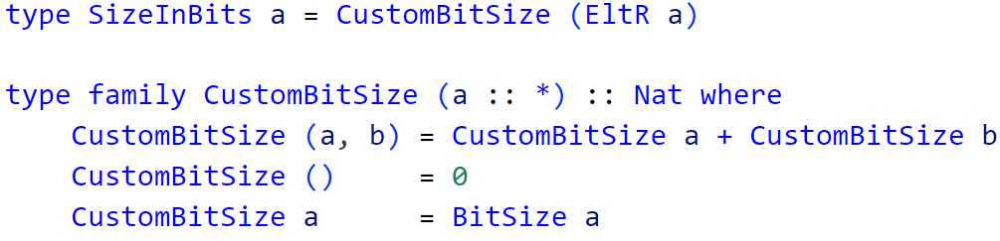 type SizeInBits a = CustomBitSize (EltR a)
type family CustomBitSize (a :: *) :: Nat where
    CustomBitSize (a, b) = CustomBitSize a + CustomBitSize b
    CustomBitSize ()     = 0
    CustomBitSize a      = BitSize a